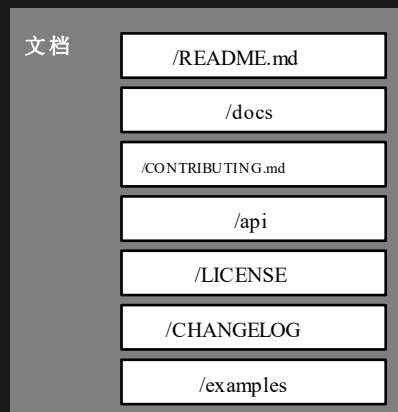 文档
/README.md
/docs
/CONTRIBUTING.md
/api
/LICENSE
/CHANGELOG
/examples